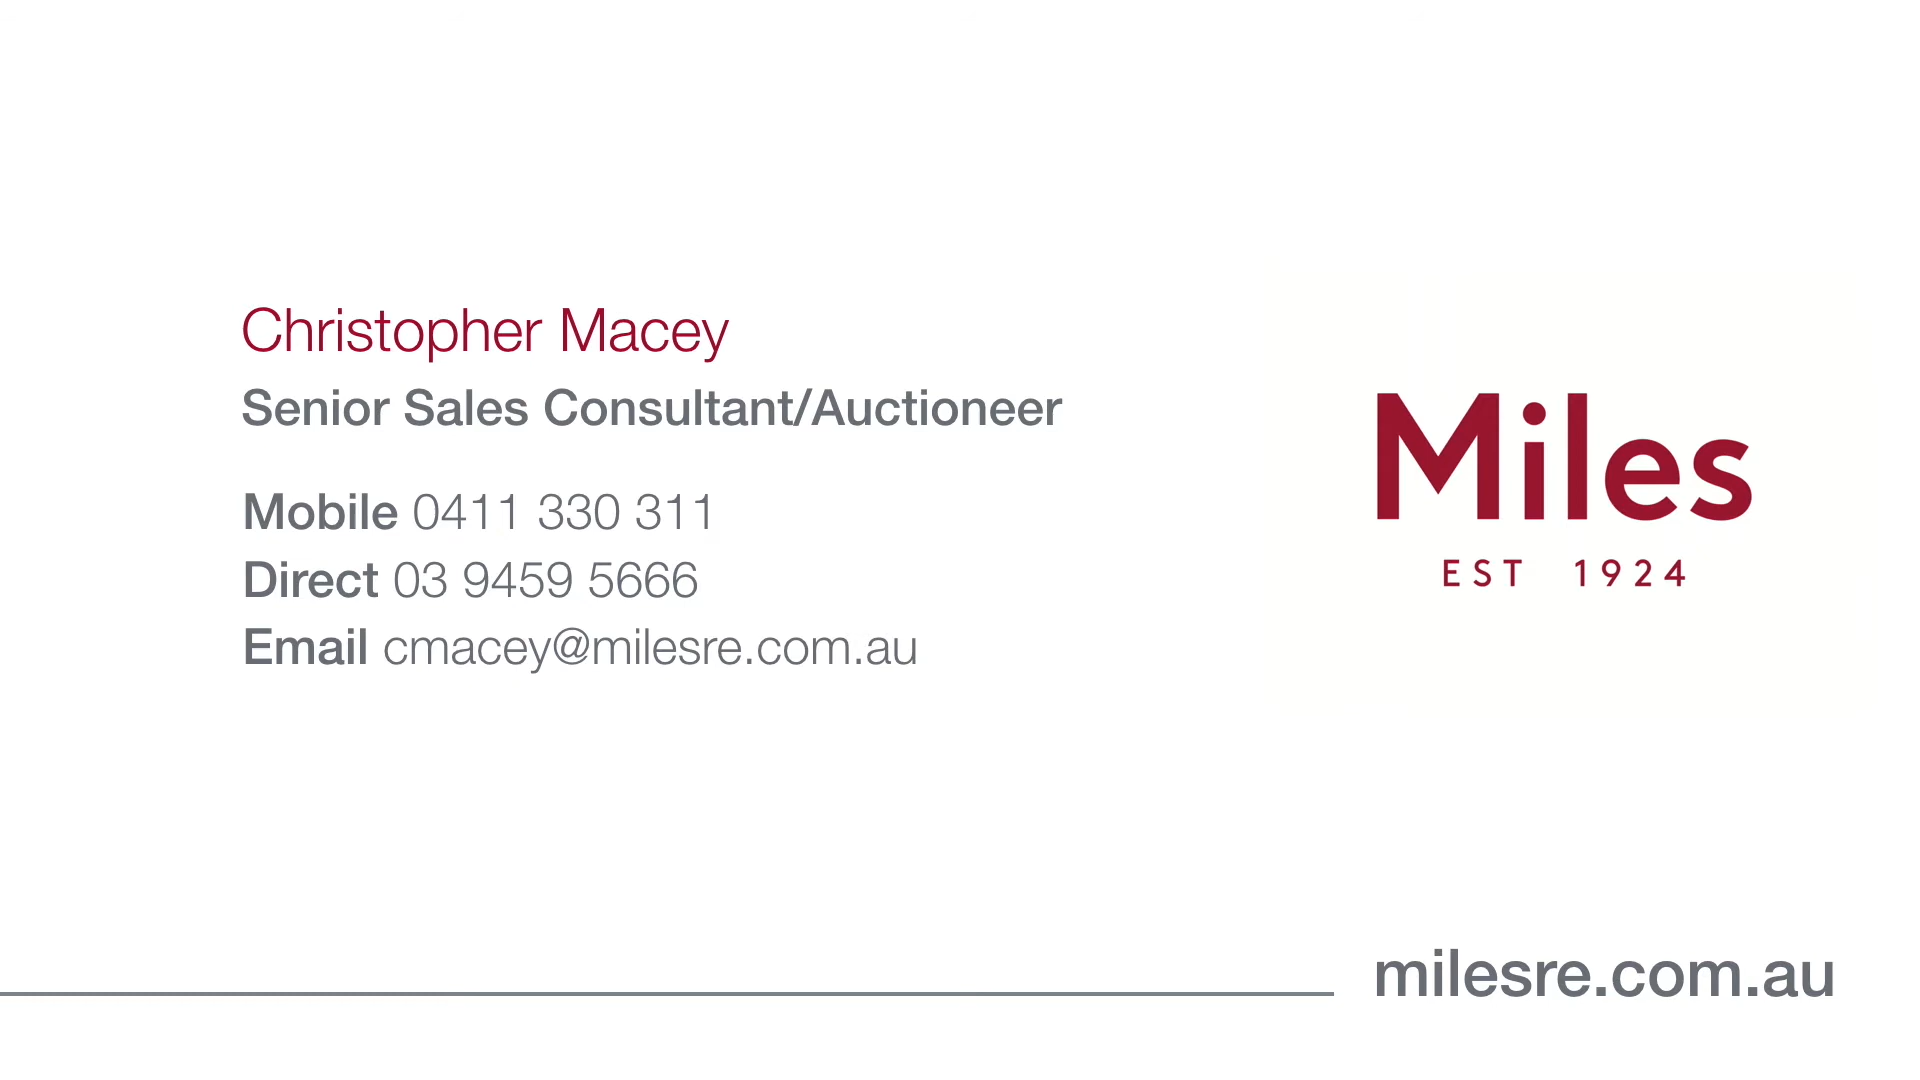 Christopher Macey
Senior Sales Consultant/Auctioneer
Mobile 0411 330 311
Direct 03 9459 5666
Email cmacey@milesre.com.au
Miles
EST 1924
milesre.com.au